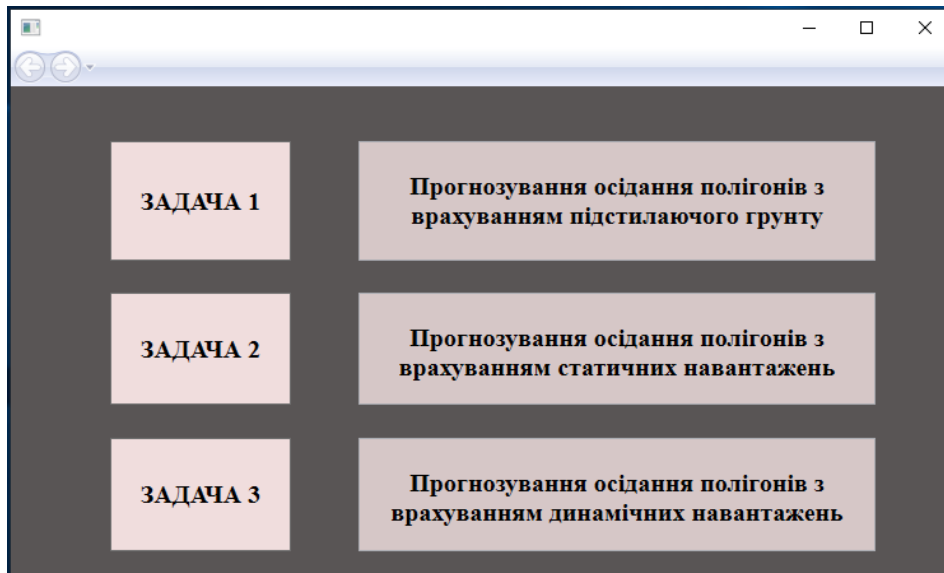 ЗАДАЧА 1
Прогнозування осідання полігонів з
врахуванням підстилаючого грунту
ЗАДАЧА 2
Прогнозування осідання полігонів з
врахуванням статичних навантажень
ЗАДАЧА 3
Прогнозування осідання полігонів з
врахуванням динамічних навантажень